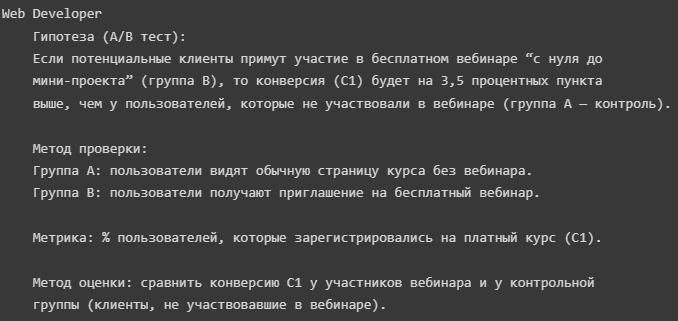 Web Developer
Гипотеза (A/B тест):
Если потенциальные клиенты примут участие в бесплатном вебинаре “с нуля до
мини-проекта” (группа B), то конверсия (C1) будет на 3,5 процентных пункта
выше, чем у пользователей, которые не участвовали в вебинаре (группа A — контроль).
Метод проверки:
Группа A: пользователи видят обычную страницу курса без вебинара.
Группа B: пользователи получают приглашение на бесплатный вебинар.
Метрика: % пользователей, которые зарегистрировались на платный курс (C1).
Метод оценки: сравнить конверсию C1 у участников вебинара и у контрольной
группы (клиенты, не участвовавшие в вебинаре).